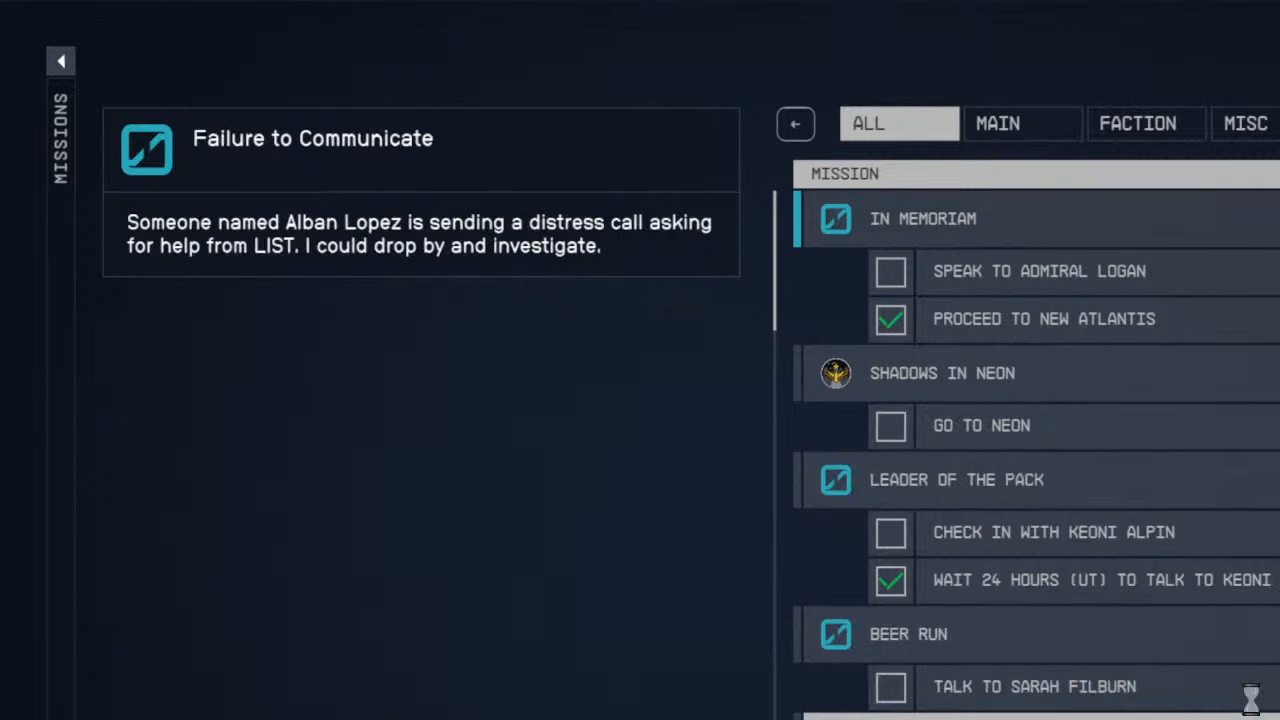 MISSIONS
Failure to Communicate
Someone named Alban Lopez is sending a distress call asking
for help from LIST. I could drop by and investigate.
ALL
MAIN
FACTION
MISC
MISSION
IN MEMORIAM
SPEAK TO ADMIRAL LOGAN
PROCEED TO NEW ATLANTIS
SHADOWS IN NEON
GO TO NEON
LEADER OF THE PACK
CHECK IN WITH KEONI ALPIN
WAIT 24 HOURS (UT) TO TALK TO KEONI
BEER RUN
TALK TO SARAH FILBURN